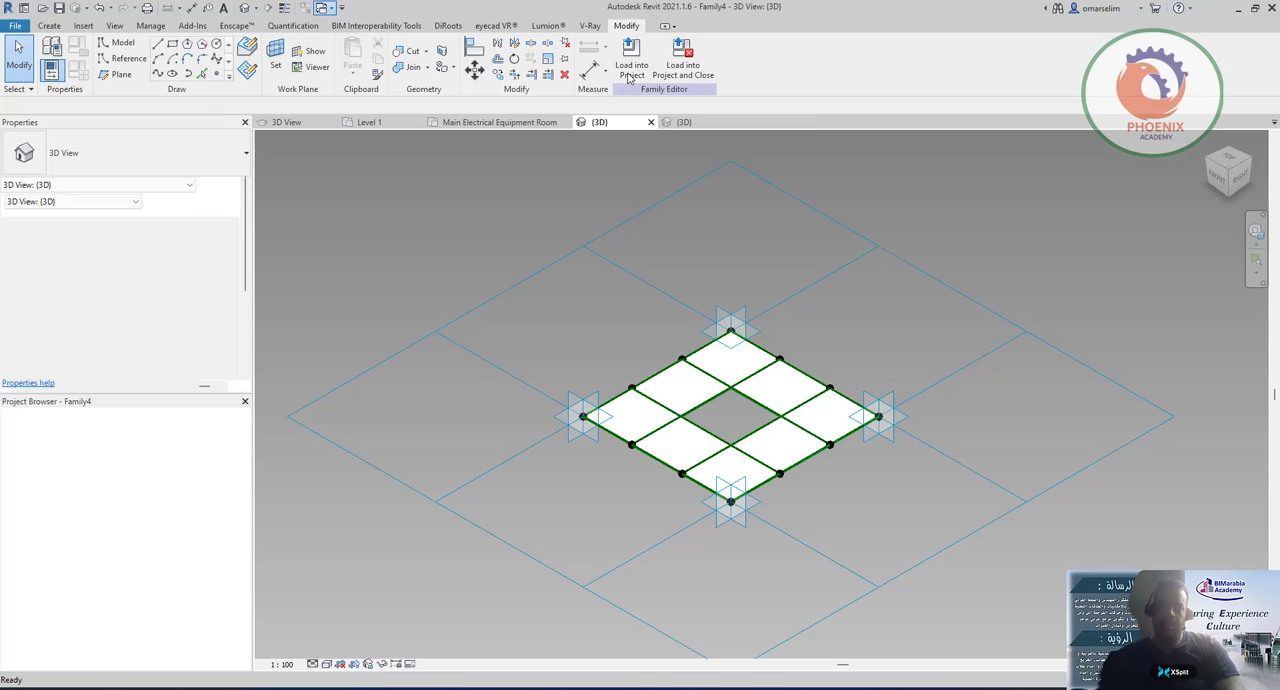 Autodesk Revit 2021.1.6 - Family4 - 3D View: {3D}
omarselim
File Create Insert View Manage Add-Ins Enscape™ Quantification BIM Interoperability Tools DiRoots eyecad VR® Lumion® V-Ray Modify
Modify
Model
Reference
Plane
Set
Show
Viewer
Paste
Cut
Join
Load into
Project
Load into
Project and Close
Select Properties Draw Work Plane Clipboard Geometry Modify Measure Family Editor
PHOENIX
ACADEMY
Properties
3D View
Level 1
Main Electrical Equipment Room
{3D}
{3D}
3D View
3D View: {3D}
3D View: {3D}
TOP
FRONT
RIGHT
Properties help
Project Browser - Family4
1 : 100
Ready
BIMarabia
Academy
الرسالة :
الرؤية :
Experience
Culture
XSplit